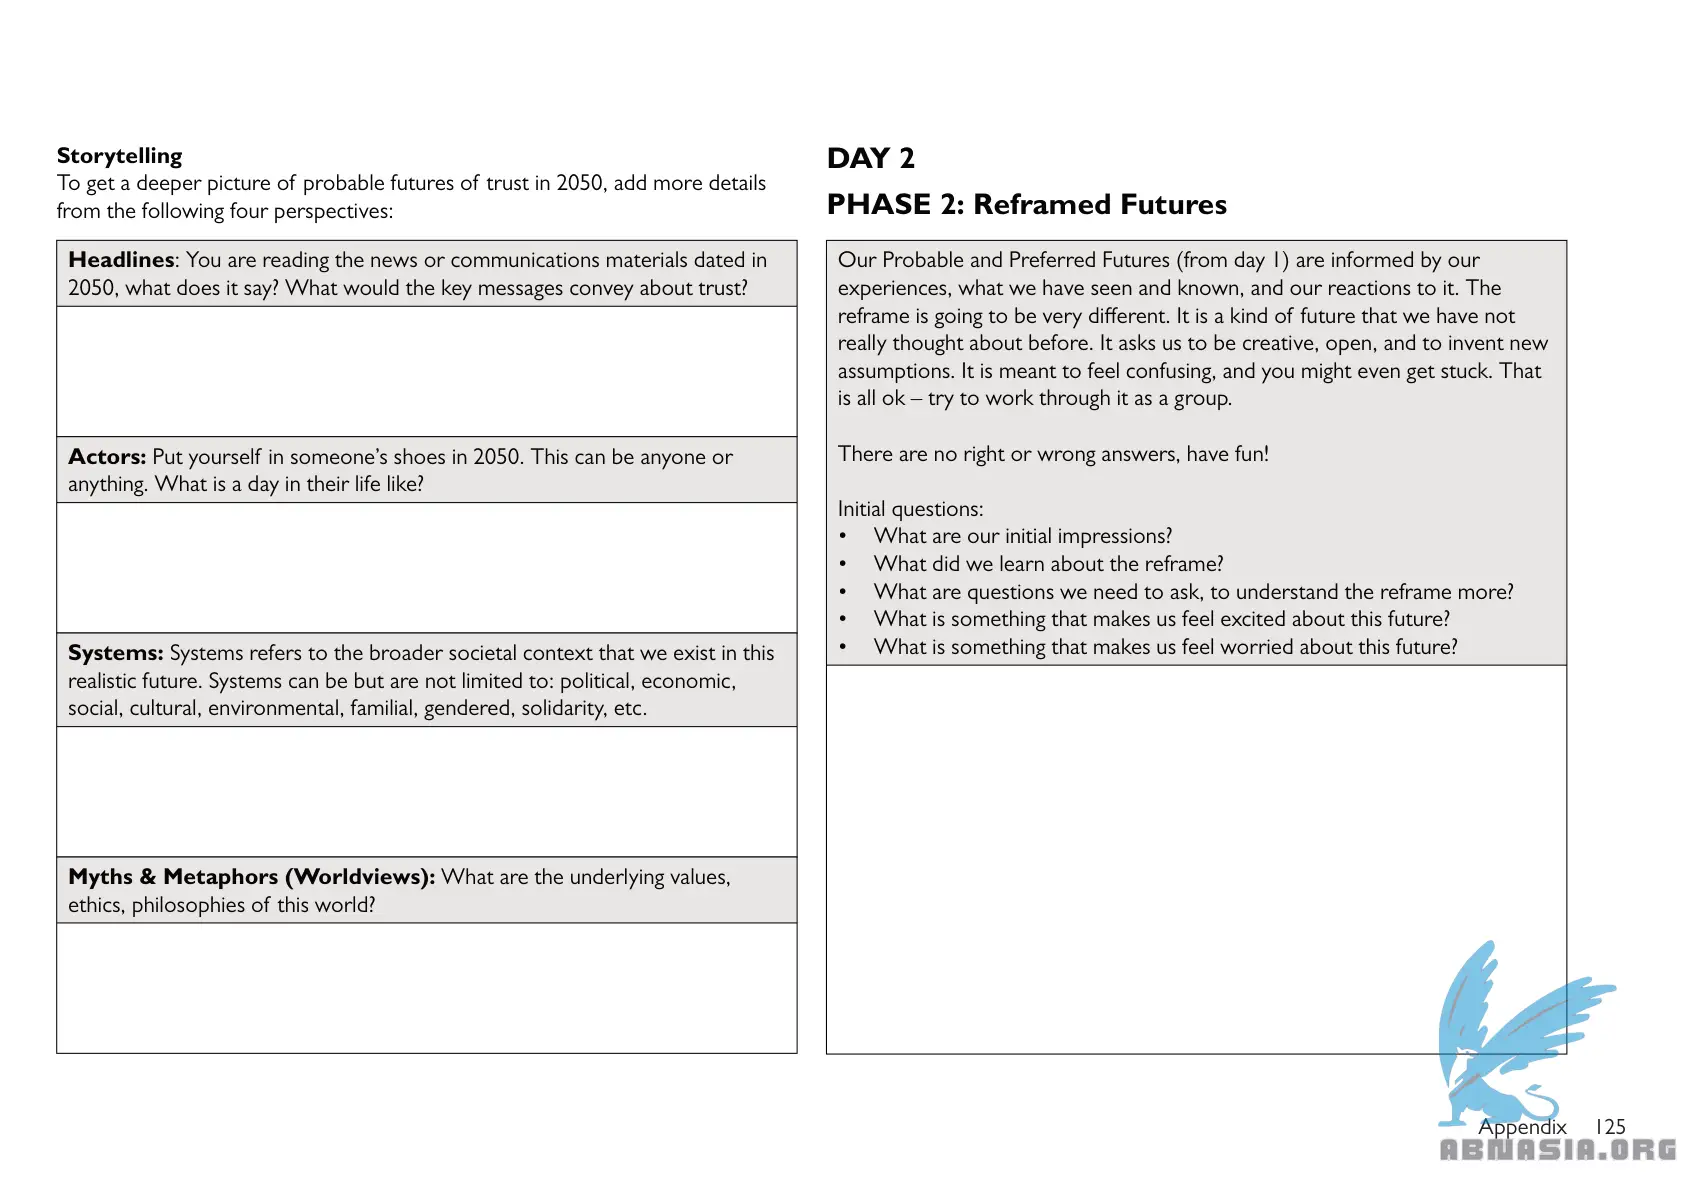 Storytelling
To get a deeper picture of probable futures of trust in 2050, add more details
from the following four perspectives:
Headlines: You are reading the news or communications materials dated in
2050, what does it say? What would the key messages convey about trust?
Actors: Put yourself in someone’s shoes in 2050. This can be anyone or
anything. What is a day in their life like?
Systems: Systems refers to the broader societal context that we exist in this
realistic future. Systems can be but are not limited to: political, economic,
social, cultural, environmental, familial, gendered, solidarity, etc.
Myths & Metaphors (Worldviews): What are the underlying values,
ethics, philosophies of this world?
DAY 2
PHASE 2: Reframed Futures
Our Probable and Preferred Futures (from day 1) are informed by our
experiences, what we have seen and known, and our reactions to it. The
reframe is going to be very different. It is a kind of future that we have not
really thought about before. It asks us to be creative, open, and to invent new
assumptions. It is meant to feel confusing, and you might even get stuck. That
is all ok – try to work through it as a group.
There are no right or wrong answers, have fun!
Initial questions:
• What are our initial impressions?
• What did we learn about the reframe?
• What are questions we need to ask, to understand the reframe more?
• What is something that makes us feel excited about this future?
• What is something that makes us feel worried about this future?
Appendix 125
ABNASIA.ORG